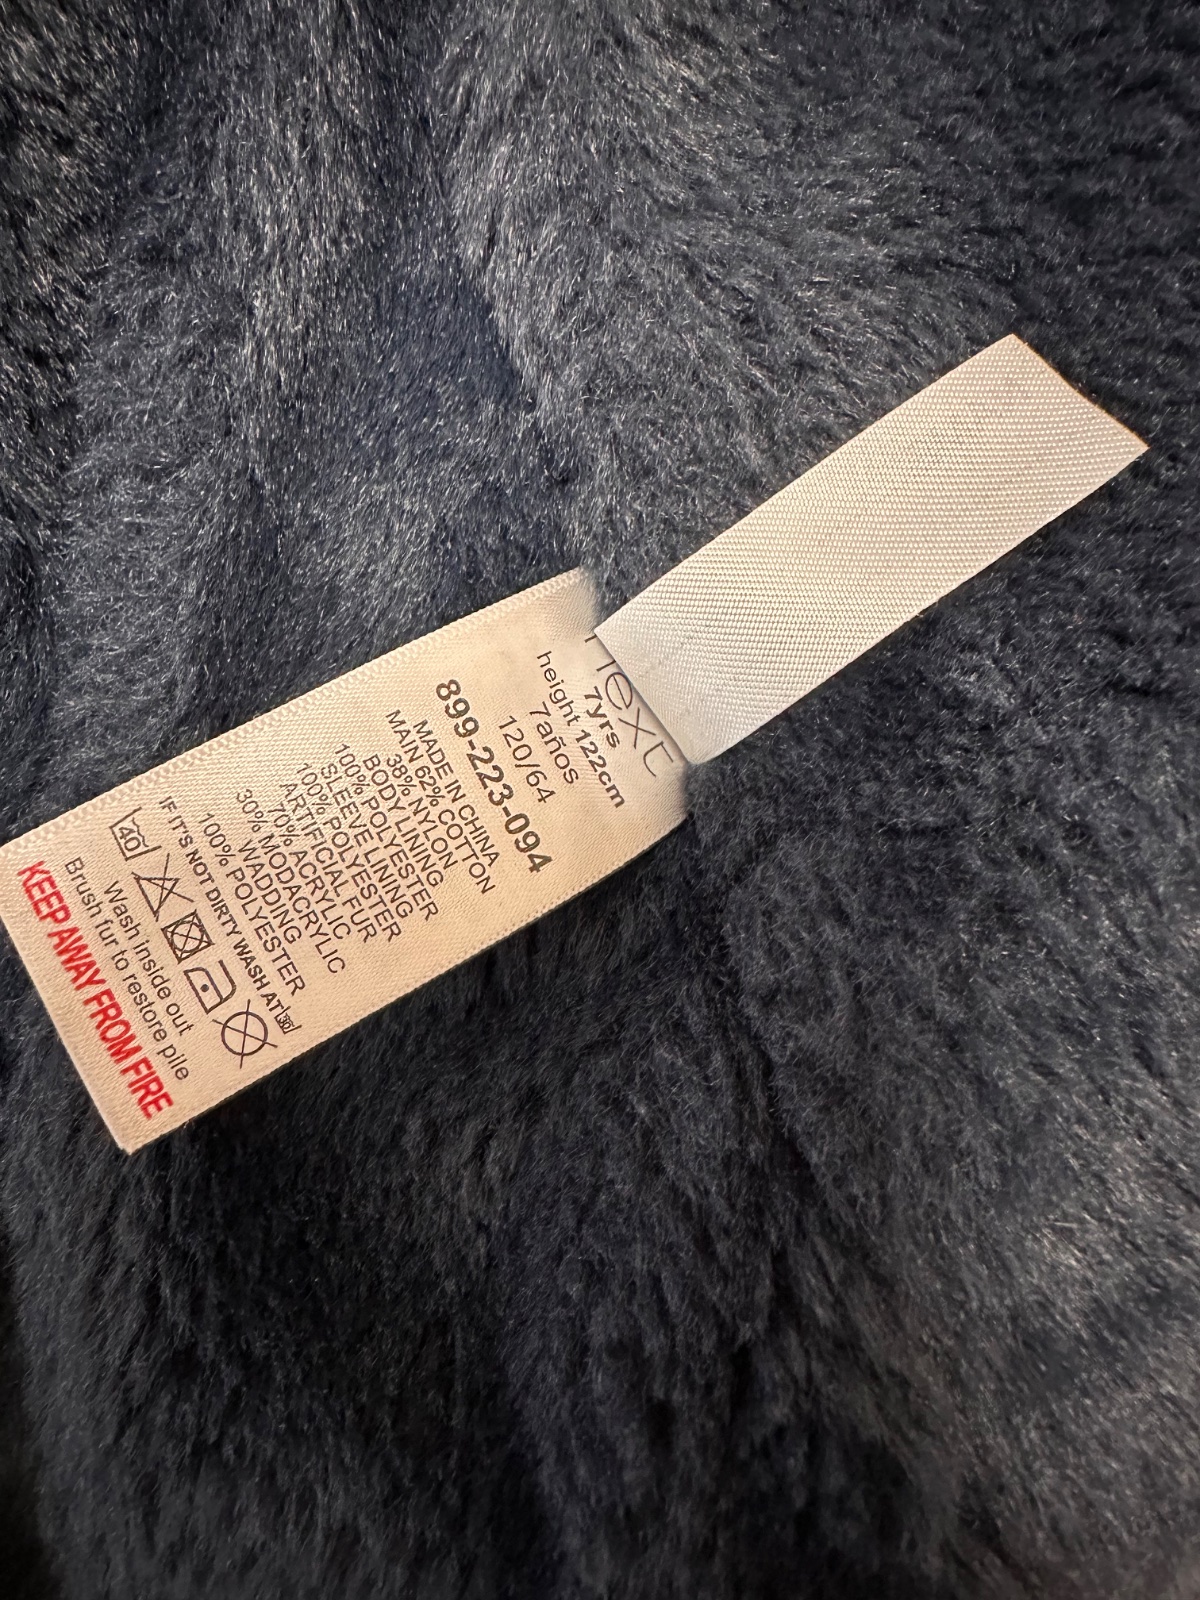 next
7yrs
height 122cm
7años
120/64
899-223-094
MADE IN CHINA
MAIN 62% COTTON
38% NYLON
BODY LINING
100% POLYESTER
SLEEVE LINING
100% POLYESTER
ARTIFICIAL FUR
70% ACRYLIC
30% MODACRYLIC
WADDING
100% POLYESTER
IF IT'S NOT DIRTY WASH AT 30
40
Wash inside out
Brush fur to restore pile
KEEP AWAY FROM FIRE